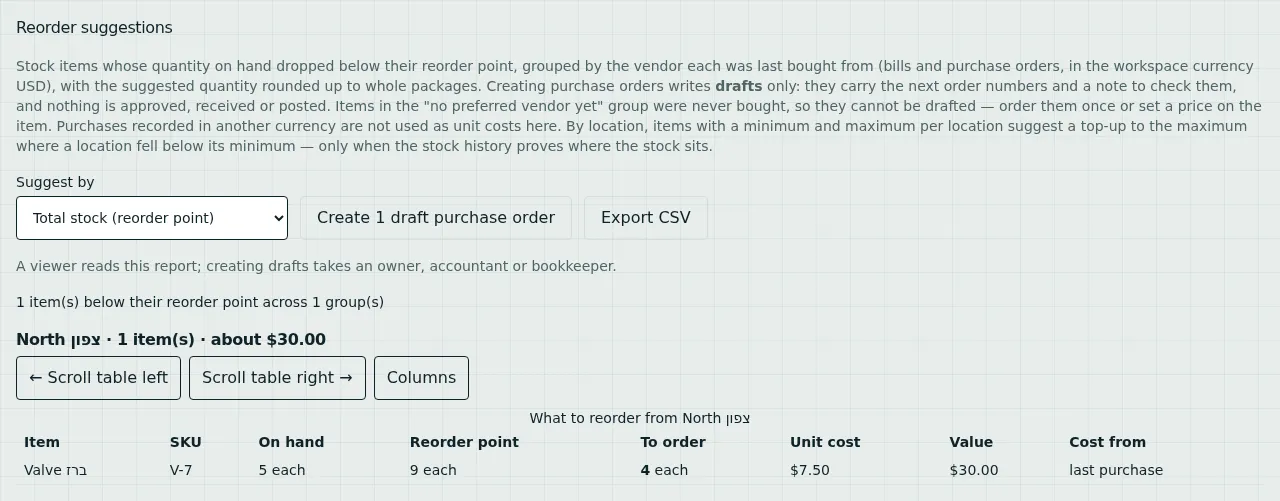 Reorder suggestions
Stock items whose quantity on hand dropped below their reorder point, grouped by the vendor each was last bought from (bills and purchase orders, in the workspace currency
USD), with the suggested quantity rounded up to whole packages. Creating purchase orders writes drafts only: they carry the next order numbers and a note to check them,
and nothing is approved, received or posted. Items in the "no preferred vendor yet" group were never bought, so they cannot be drafted — order them once or set a price on the
item. Purchases recorded in another currency are not used as unit costs here. By location, items with a minimum and maximum per location suggest a top-up to the maximum
where a location fell below its minimum — only when the stock history proves where the stock sits.
Suggest by
Total stock (reorder point) Create 1 draft purchase order Export CSV
A viewer reads this report; creating drafts takes an owner, accountant or bookkeeper.
1 item(s) below their reorder point across 1 group(s)
North צפון · 1 item(s) · about $30.00
← Scroll table left Scroll table right → Columns
What to reorder from North צפון
Item SKU On hand Reorder point To order Unit cost Value Cost from
Valve ברז V-7 5 each 9 each 4 each $7.50 $30.00 last purchase